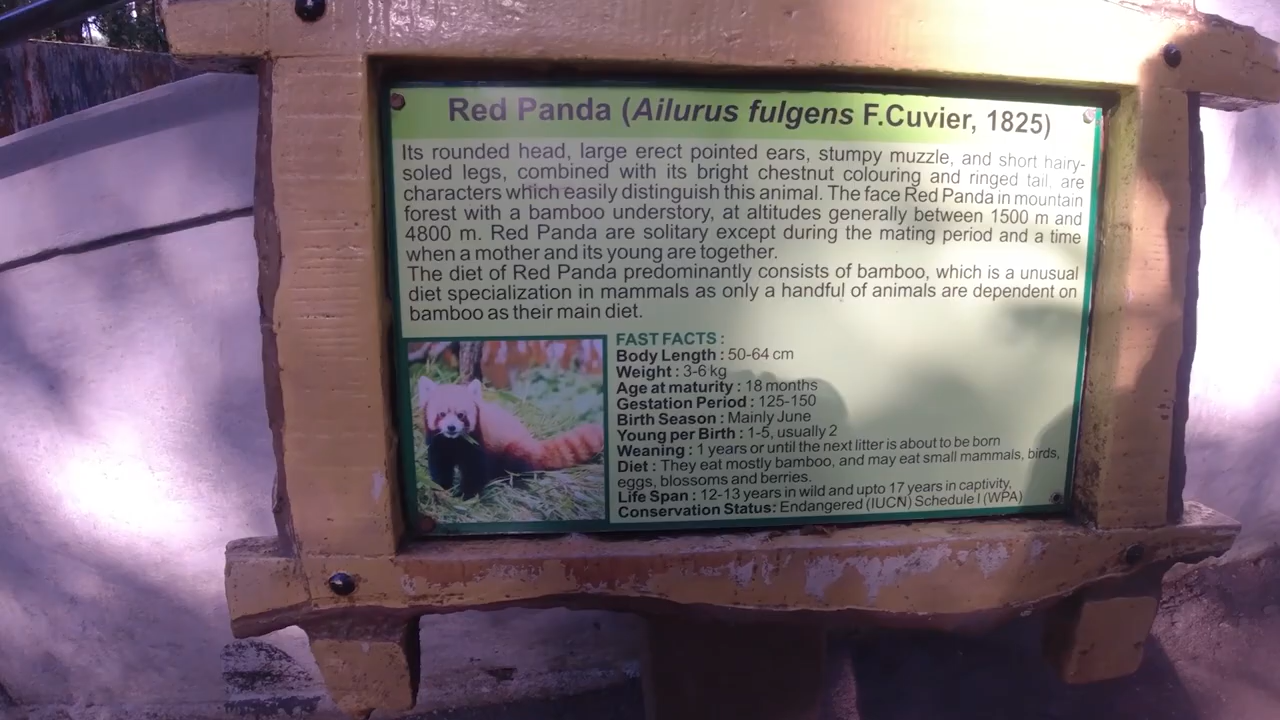 Red Panda (Ailurus fulgens F.Cuvier, 1825)
Its rounded head, large erect pointed ears, stumpy muzzle, and short hairy-
soled legs, combined with its bright chestnut colouring and ringed tail, are
characters which easily distinguish this animal. The face Red Panda in mountain
forest with a bamboo understory, at altitudes generally between 1500 m and
4800 m. Red Panda are solitary except during the mating period and a time
when a mother and its young are together.
The diet of Red Panda predominantly consists of bamboo, which is a unusual
diet specialization in mammals as only a handful of animals are dependent on
bamboo as their main diet.
FAST FACTS :
Body Length : 50-64 cm
Weight : 3-6 kg
Age at maturity : 18 months
Gestation Period : 125-150
Birth Season : Mainly June
Young per Birth : 1-5, usually 2
Weaning : 1 years or until the next litter is about to be born
Diet : They eat mostly bamboo, and may eat small mammals, birds,
eggs, blossoms and berries.
Life Span : 12-13 years in wild and upto 17 years in captivity,
Conservation Status: Endangered (IUCN) Schedule I (WPA)